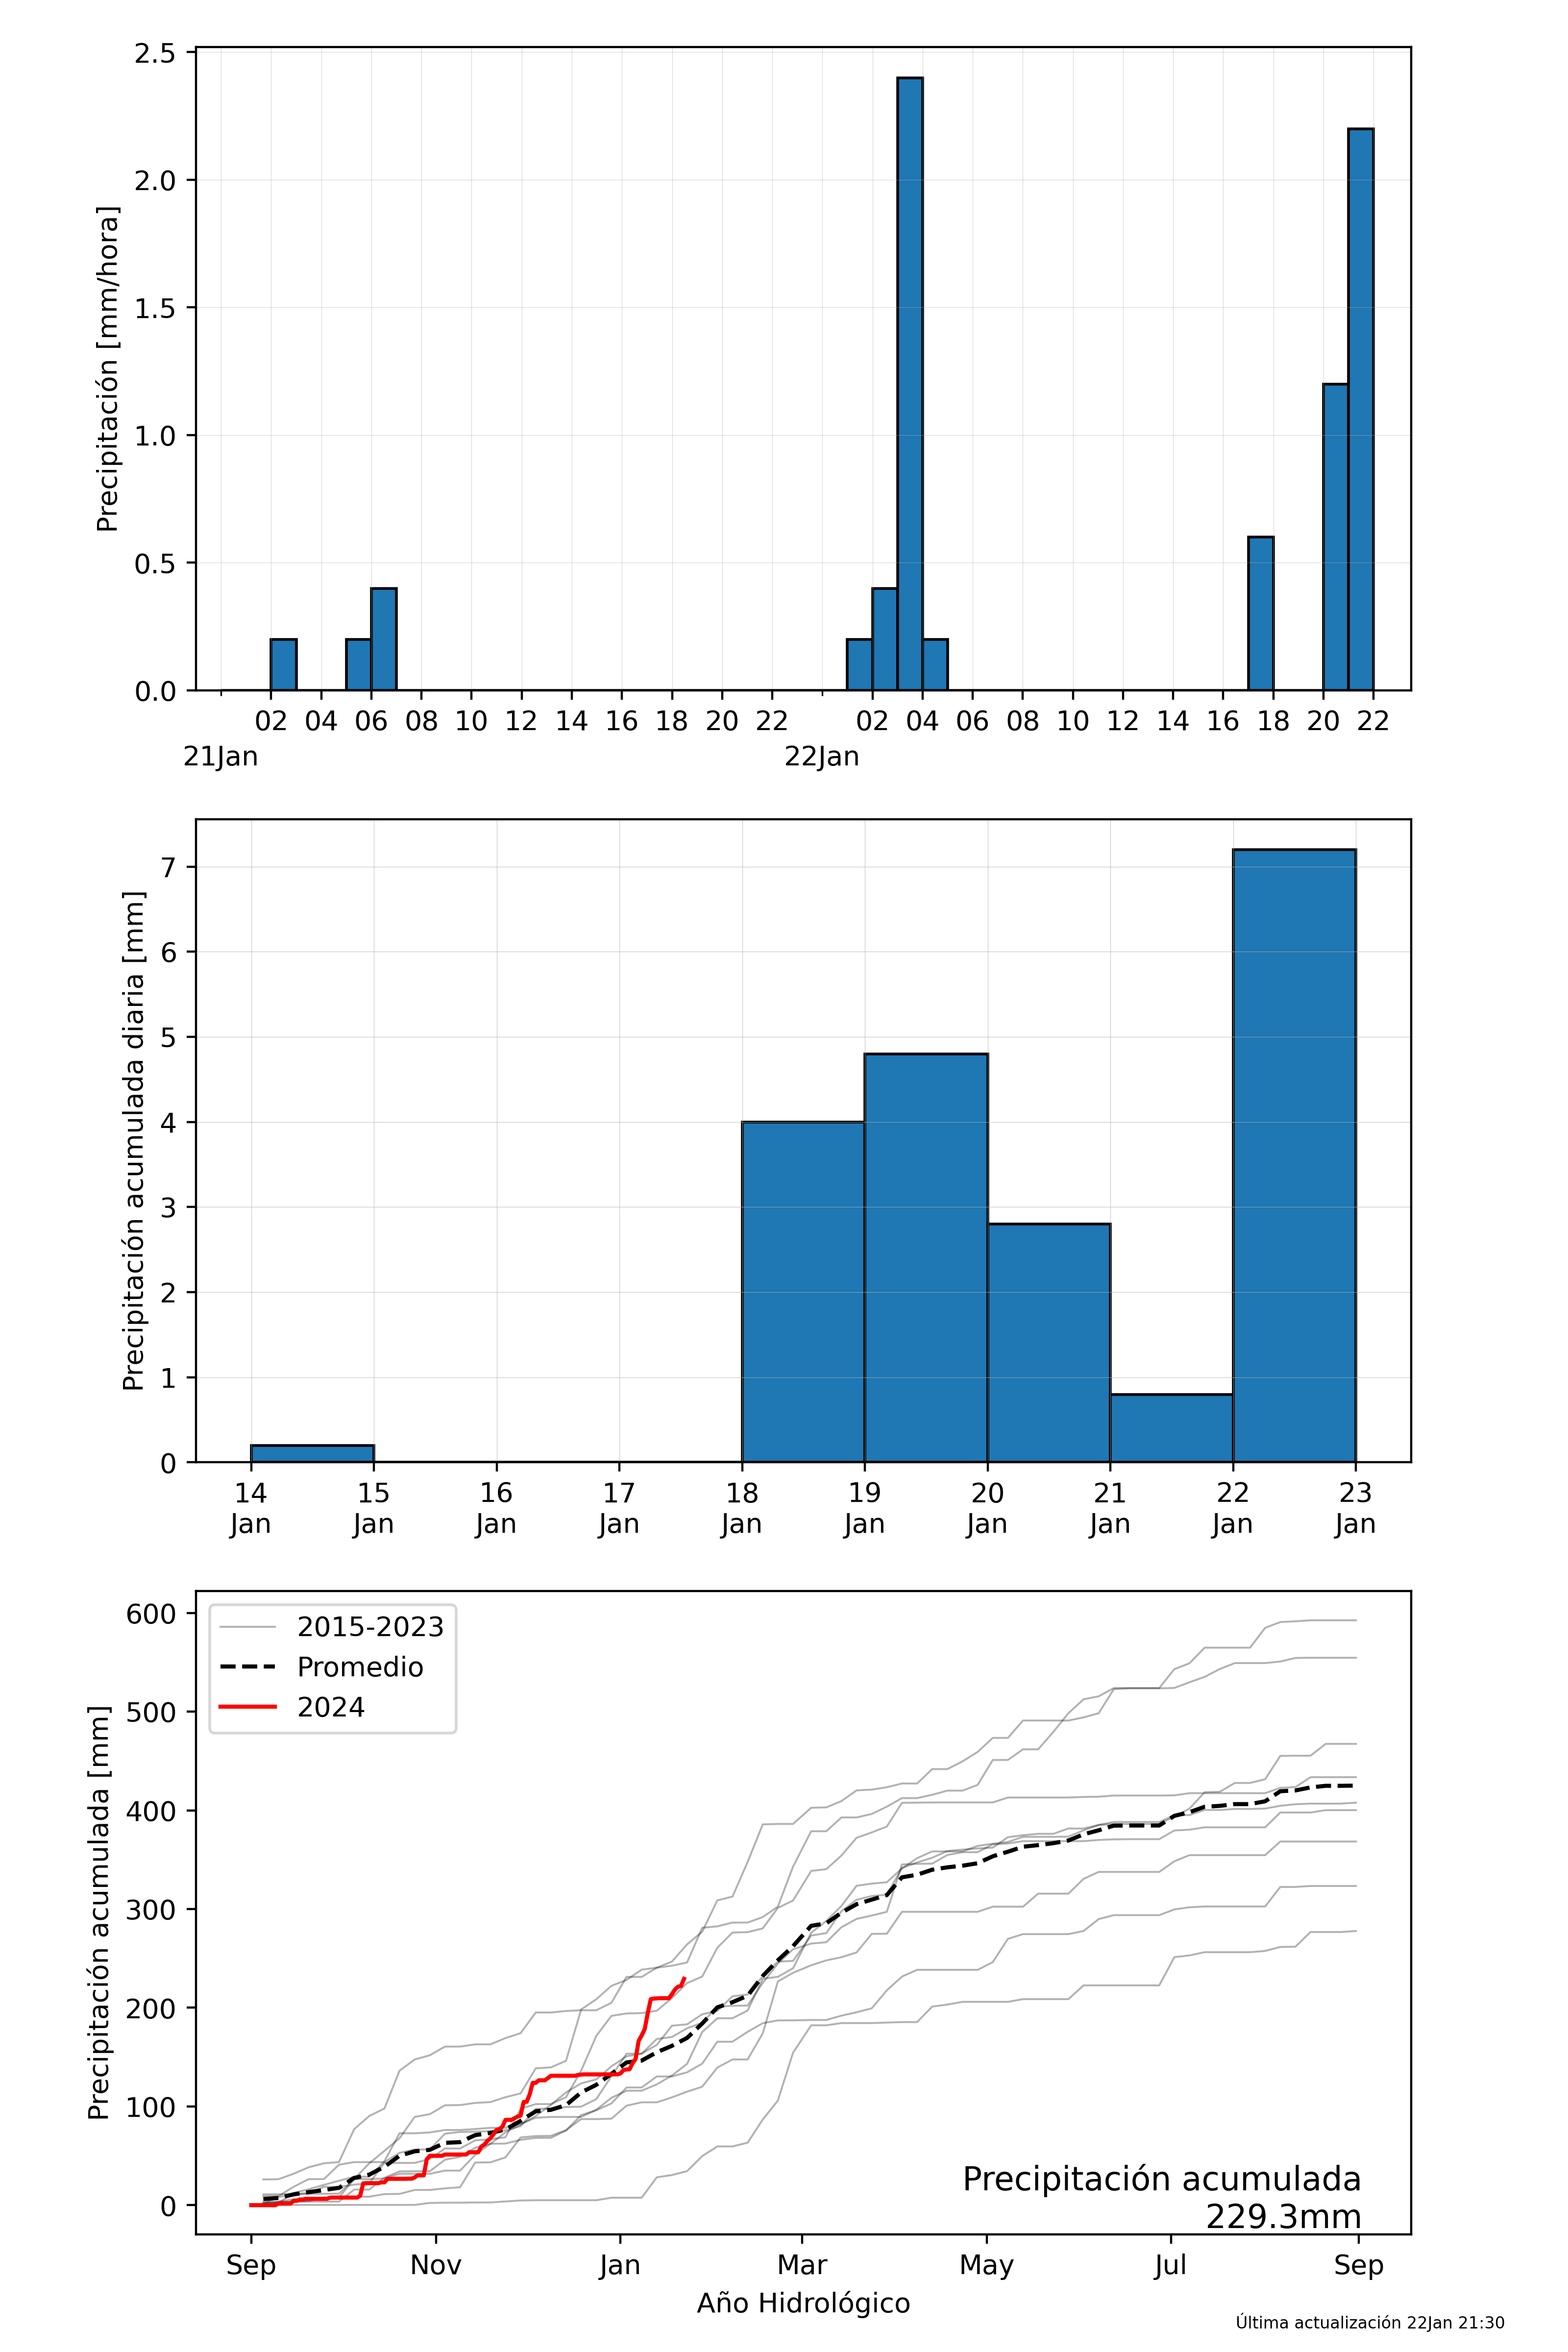 2.5
2.0
1.5
1.0
0.5
0.0
Precipitación [mm/hora]
02 04 06 08 10 12 14 16 18 20 22 02 04 06 08 10 12 14 16 18 20 22
21Jan 22Jan
7
6
5
4
3
2
1
0
Precipitación acumulada diaria [mm]
14 15 16 17 18 19 20 21 22 23
Jan Jan Jan Jan Jan Jan Jan Jan Jan Jan
600
500
400
300
200
100
0
Precipitación acumulada [mm]
2015-2023
Promedio
2024
Precipitación acumulada
229.3mm
Sep Nov Jan Mar May Jul Sep
Año Hidrológico
Última actualización 22Jan 21:30